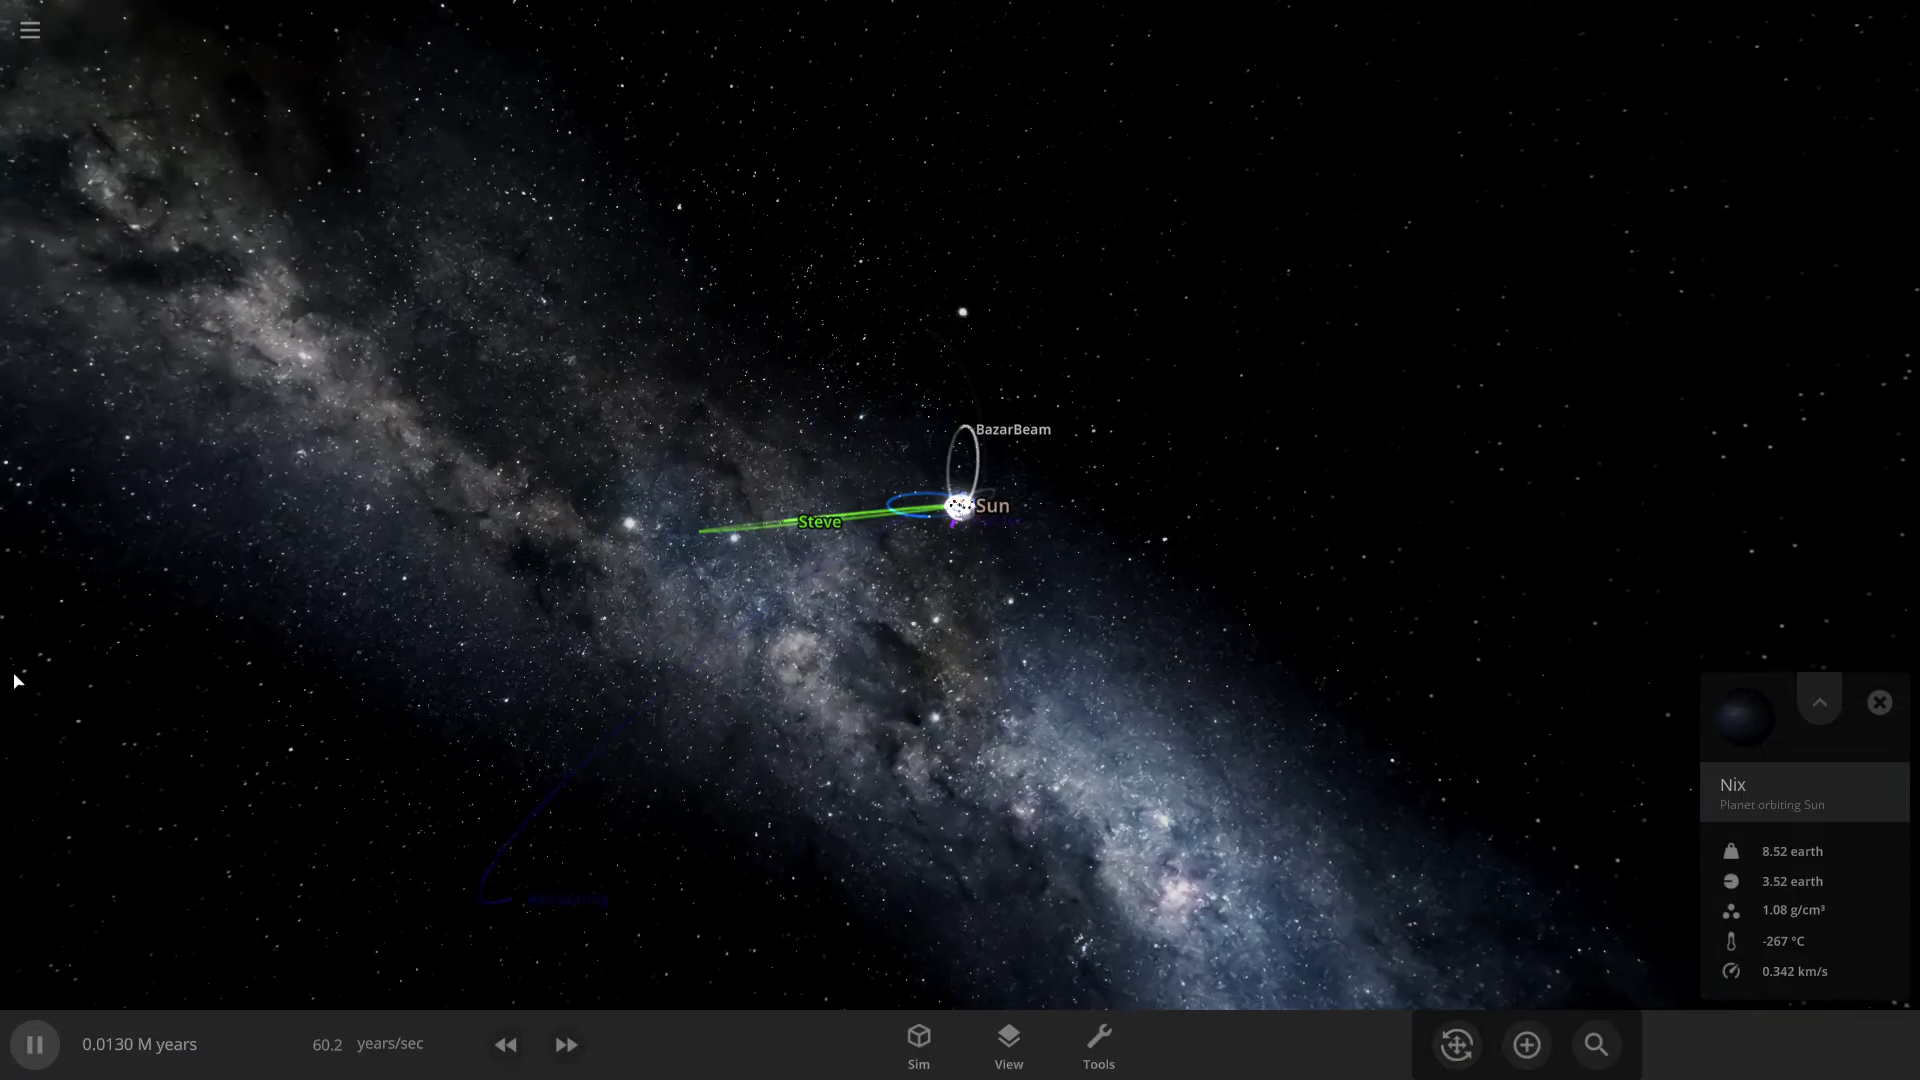 BazarBeam
Sun
Steve
Nix
Planet orbiting Sun
8.52 earth
3.52 earth
1.08 g/cm³
-267 °C
0.342 km/s
0.0130 M years
60.2 years/sec
Sim
View
Tools